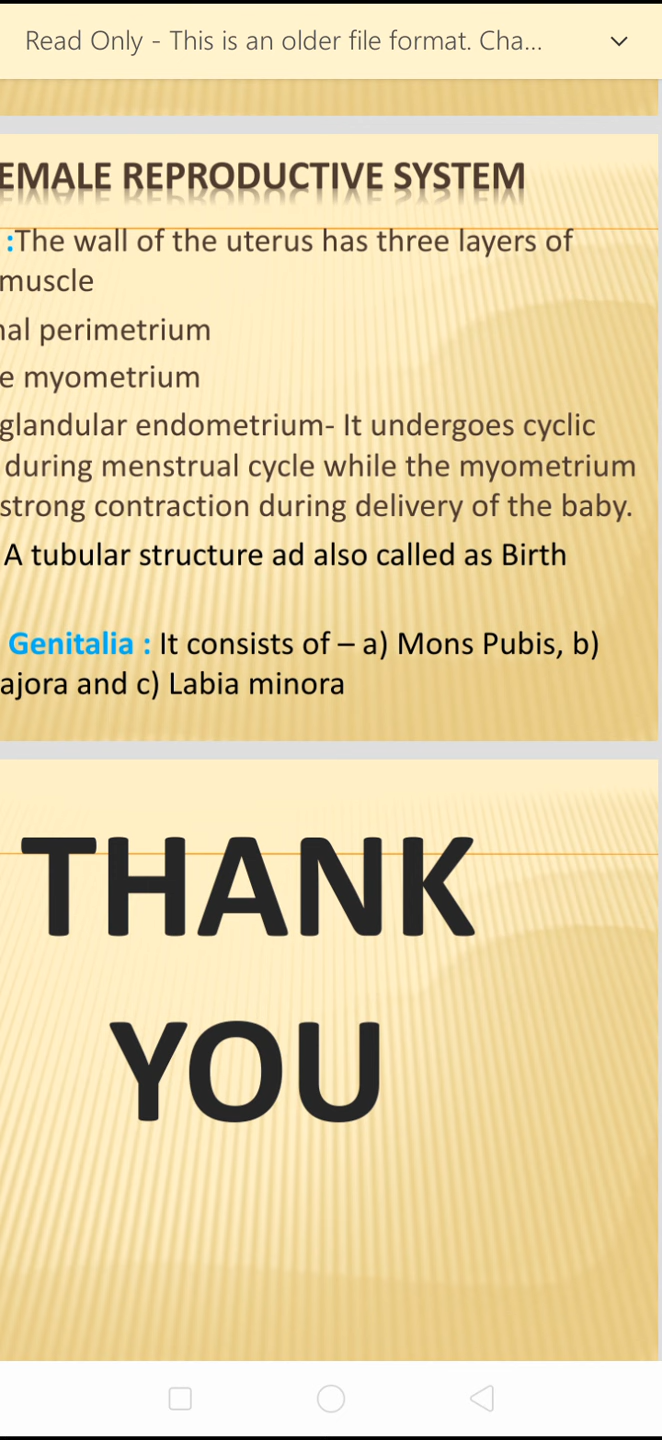 Read Only - This is an older file format. Cha...
EMALE REPRODUCTIVE SYSTEM
:The wall of the uterus has three layers of
muscle
nal perimetrium
e myometrium
glandular endometrium- It undergoes cyclic
during menstrual cycle while the myometrium
strong contraction during delivery of the baby.
A tubular structure ad also called as Birth
Genitalia : It consists of – a) Mons Pubis, b)
ajora and c) Labia minora
THANK
YOU